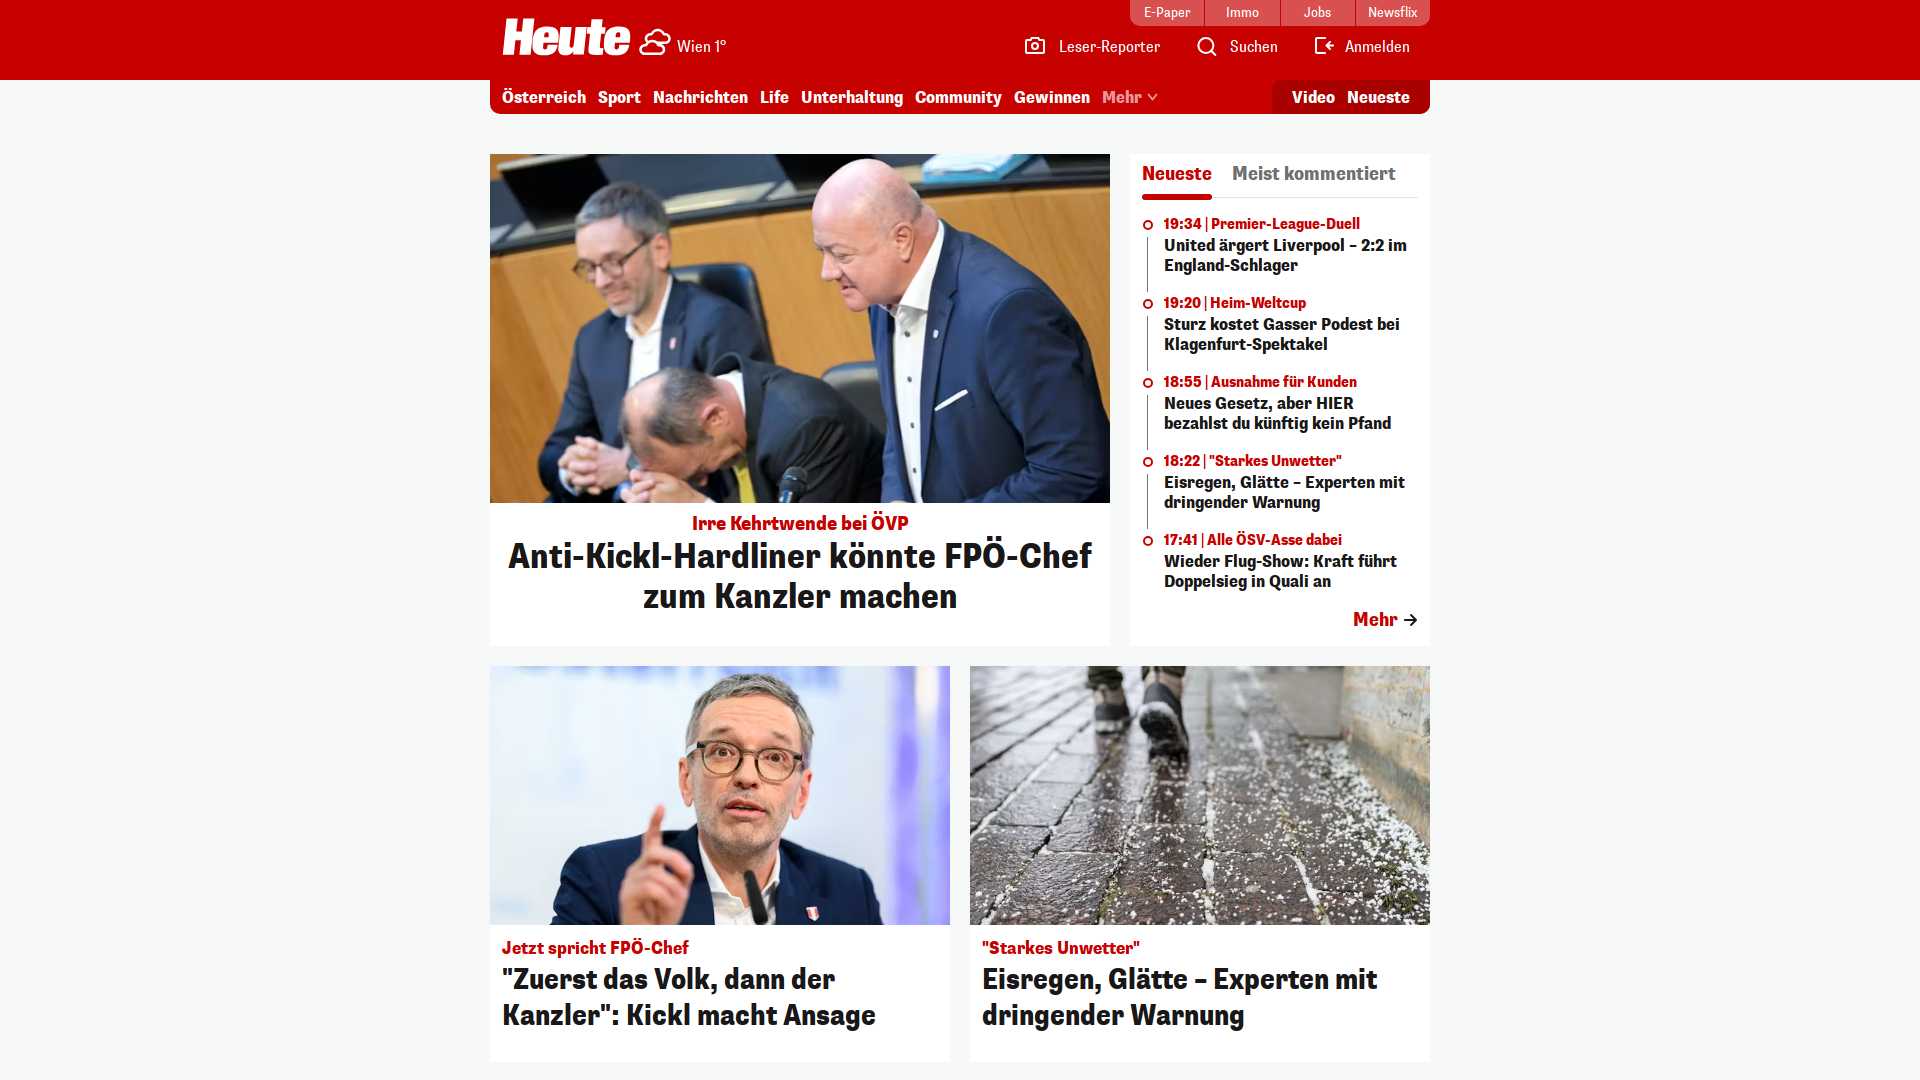 E-Paper
Immo
Jobs
Newsflix
Heute
Wien 1°
Leser-Reporter
Suchen
Anmelden
Österreich
Sport
Nachrichten
Life
Unterhaltung
Community
Gewinnen
Mehr
Video
Neueste
Irre Kehrtwende bei ÖVP
Anti-Kickl-Hardliner könnte FPÖ-Chef
zum Kanzler machen
Neueste
Meist kommentiert
19:34 | Premier-League-Duell
United ärgert Liverpool – 2:2 im
England-Schlager
19:20 | Heim-Weltcup
Sturz kostet Gasser Podest bei
Klagenfurt-Spektakel
18:55 | Ausnahme für Kunden
Neues Gesetz, aber HIER
bezahlst du künftig kein Pfand
18:22 | "Starkes Unwetter"
Eisregen, Glätte – Experten mit
dringender Warnung
17:41 | Alle ÖSV-Asse dabei
Wieder Flug-Show: Kraft führt
Doppelsieg in Quali an
Mehr
Jetzt spricht FPÖ-Chef
"Zuerst das Volk, dann der
Kanzler": Kickl macht Ansage
"Starkes Unwetter"
Eisregen, Glätte – Experten mit
dringender Warnung